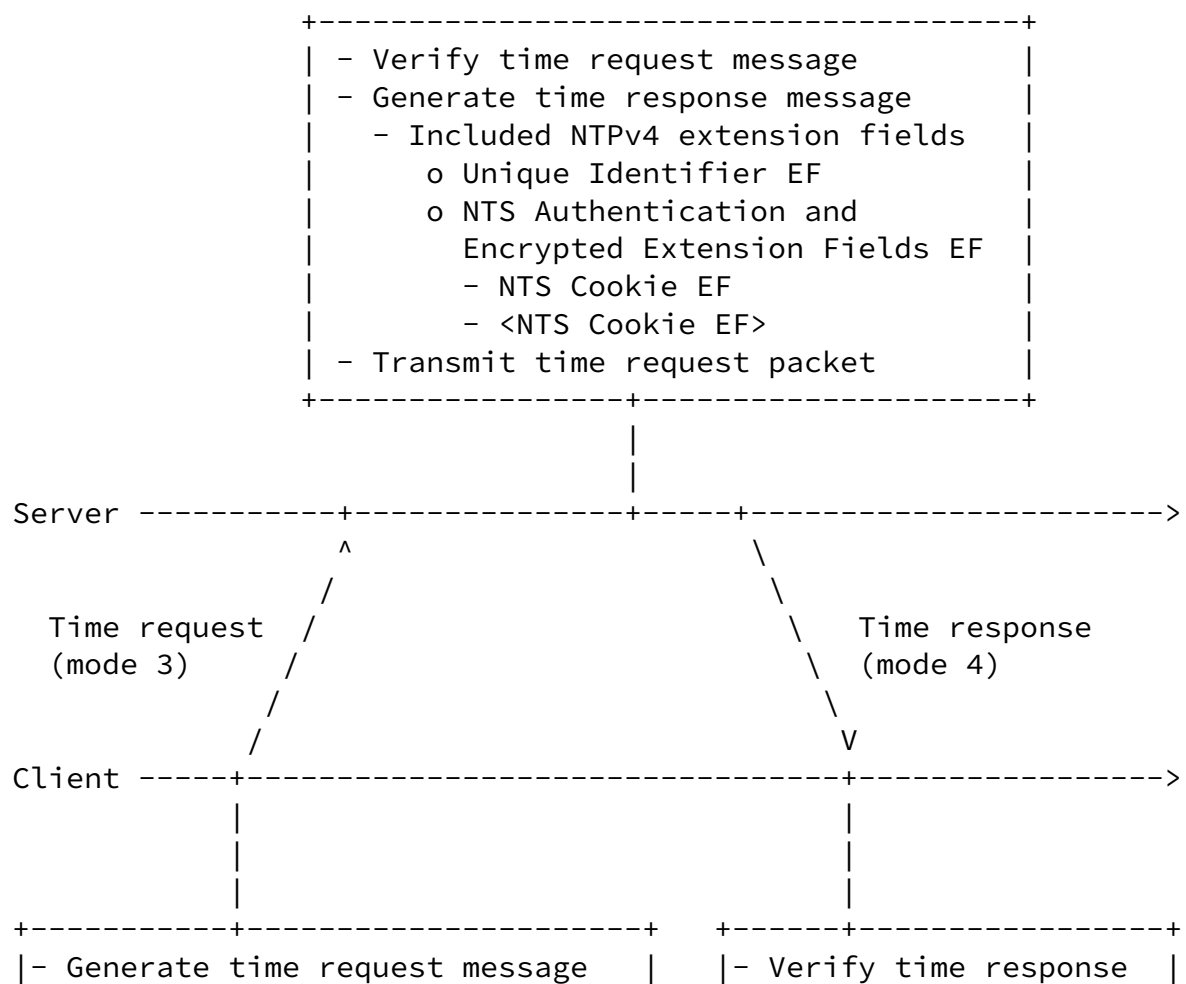 - Verify time request message
- Generate time response message
- Included NTPv4 extension fields
o Unique Identifier EF
o NTS Authentication and
Encrypted Extension Fields EF
- NTS Cookie EF
- <NTS Cookie EF>
- Transmit time request packet
Server
Time request
(mode 3)
Time response
(mode 4)
Client
- Generate time request message
- Verify time response